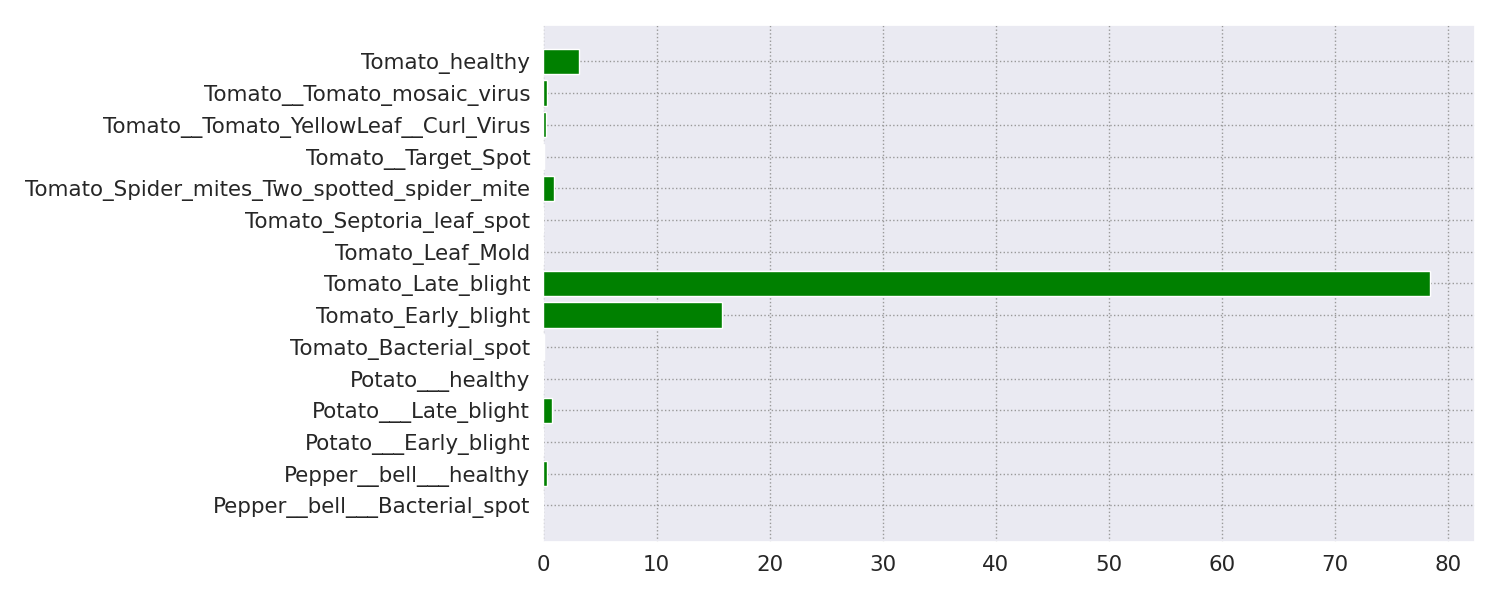 Tomato_healthy
Tomato__Tomato_mosaic_virus
Tomato__Tomato_YellowLeaf__Curl_Virus
Tomato__Target_Spot
Tomato_Spider_mites_Two_spotted_spider_mite
Tomato_Septoria_leaf_spot
Tomato_Leaf_Mold
Tomato_Late_blight
Tomato_Early_blight
Tomato_Bacterial_spot
Potato___healthy
Potato___Late_blight
Potato___Early_blight
Pepper__bell___healthy
Pepper__bell___Bacterial_spot
0 10 20 30 40 50 60 70 80